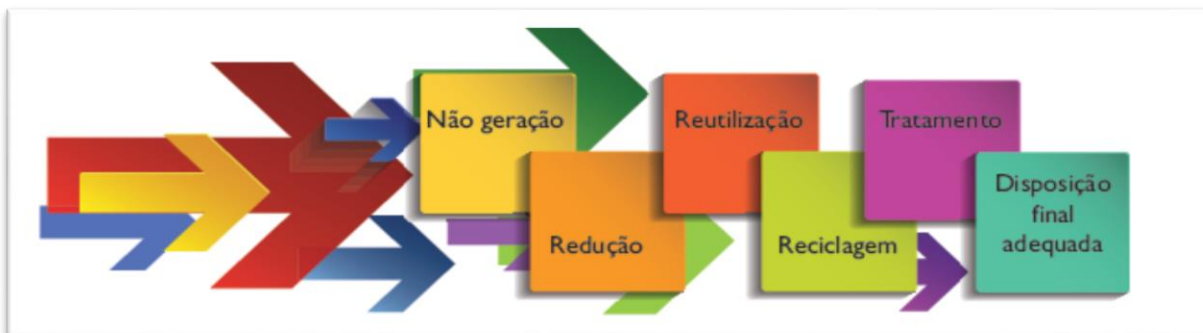 Não geração
Redução
Reutilização
Reciclagem
Tratamento
Disposição
final
adequada